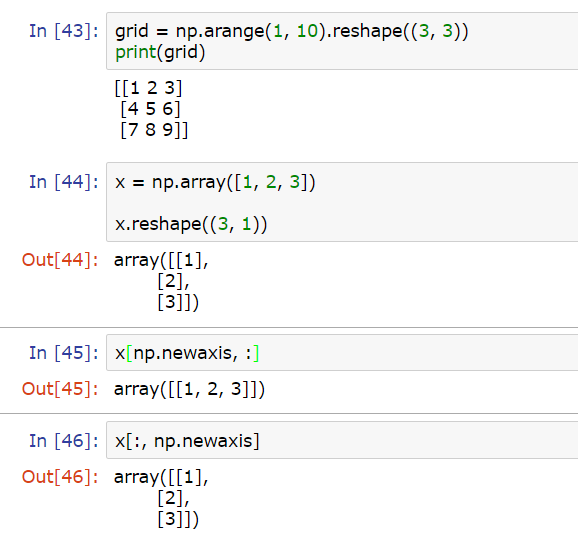 In [43]: grid = np.arange(1, 10).reshape((3, 3))
print(grid)
[[1 2 3]
[4 5 6]
[7 8 9]]
In [44]: x = np.array([1, 2, 3])
x.reshape((3, 1))
Out[44]: array([[1],
[2],
[3]])
In [45]: x[np.newaxis, :]
Out[45]: array([[1, 2, 3]])
In [46]: x[:, np.newaxis]
Out[46]: array([[1],
[2],
[3]])